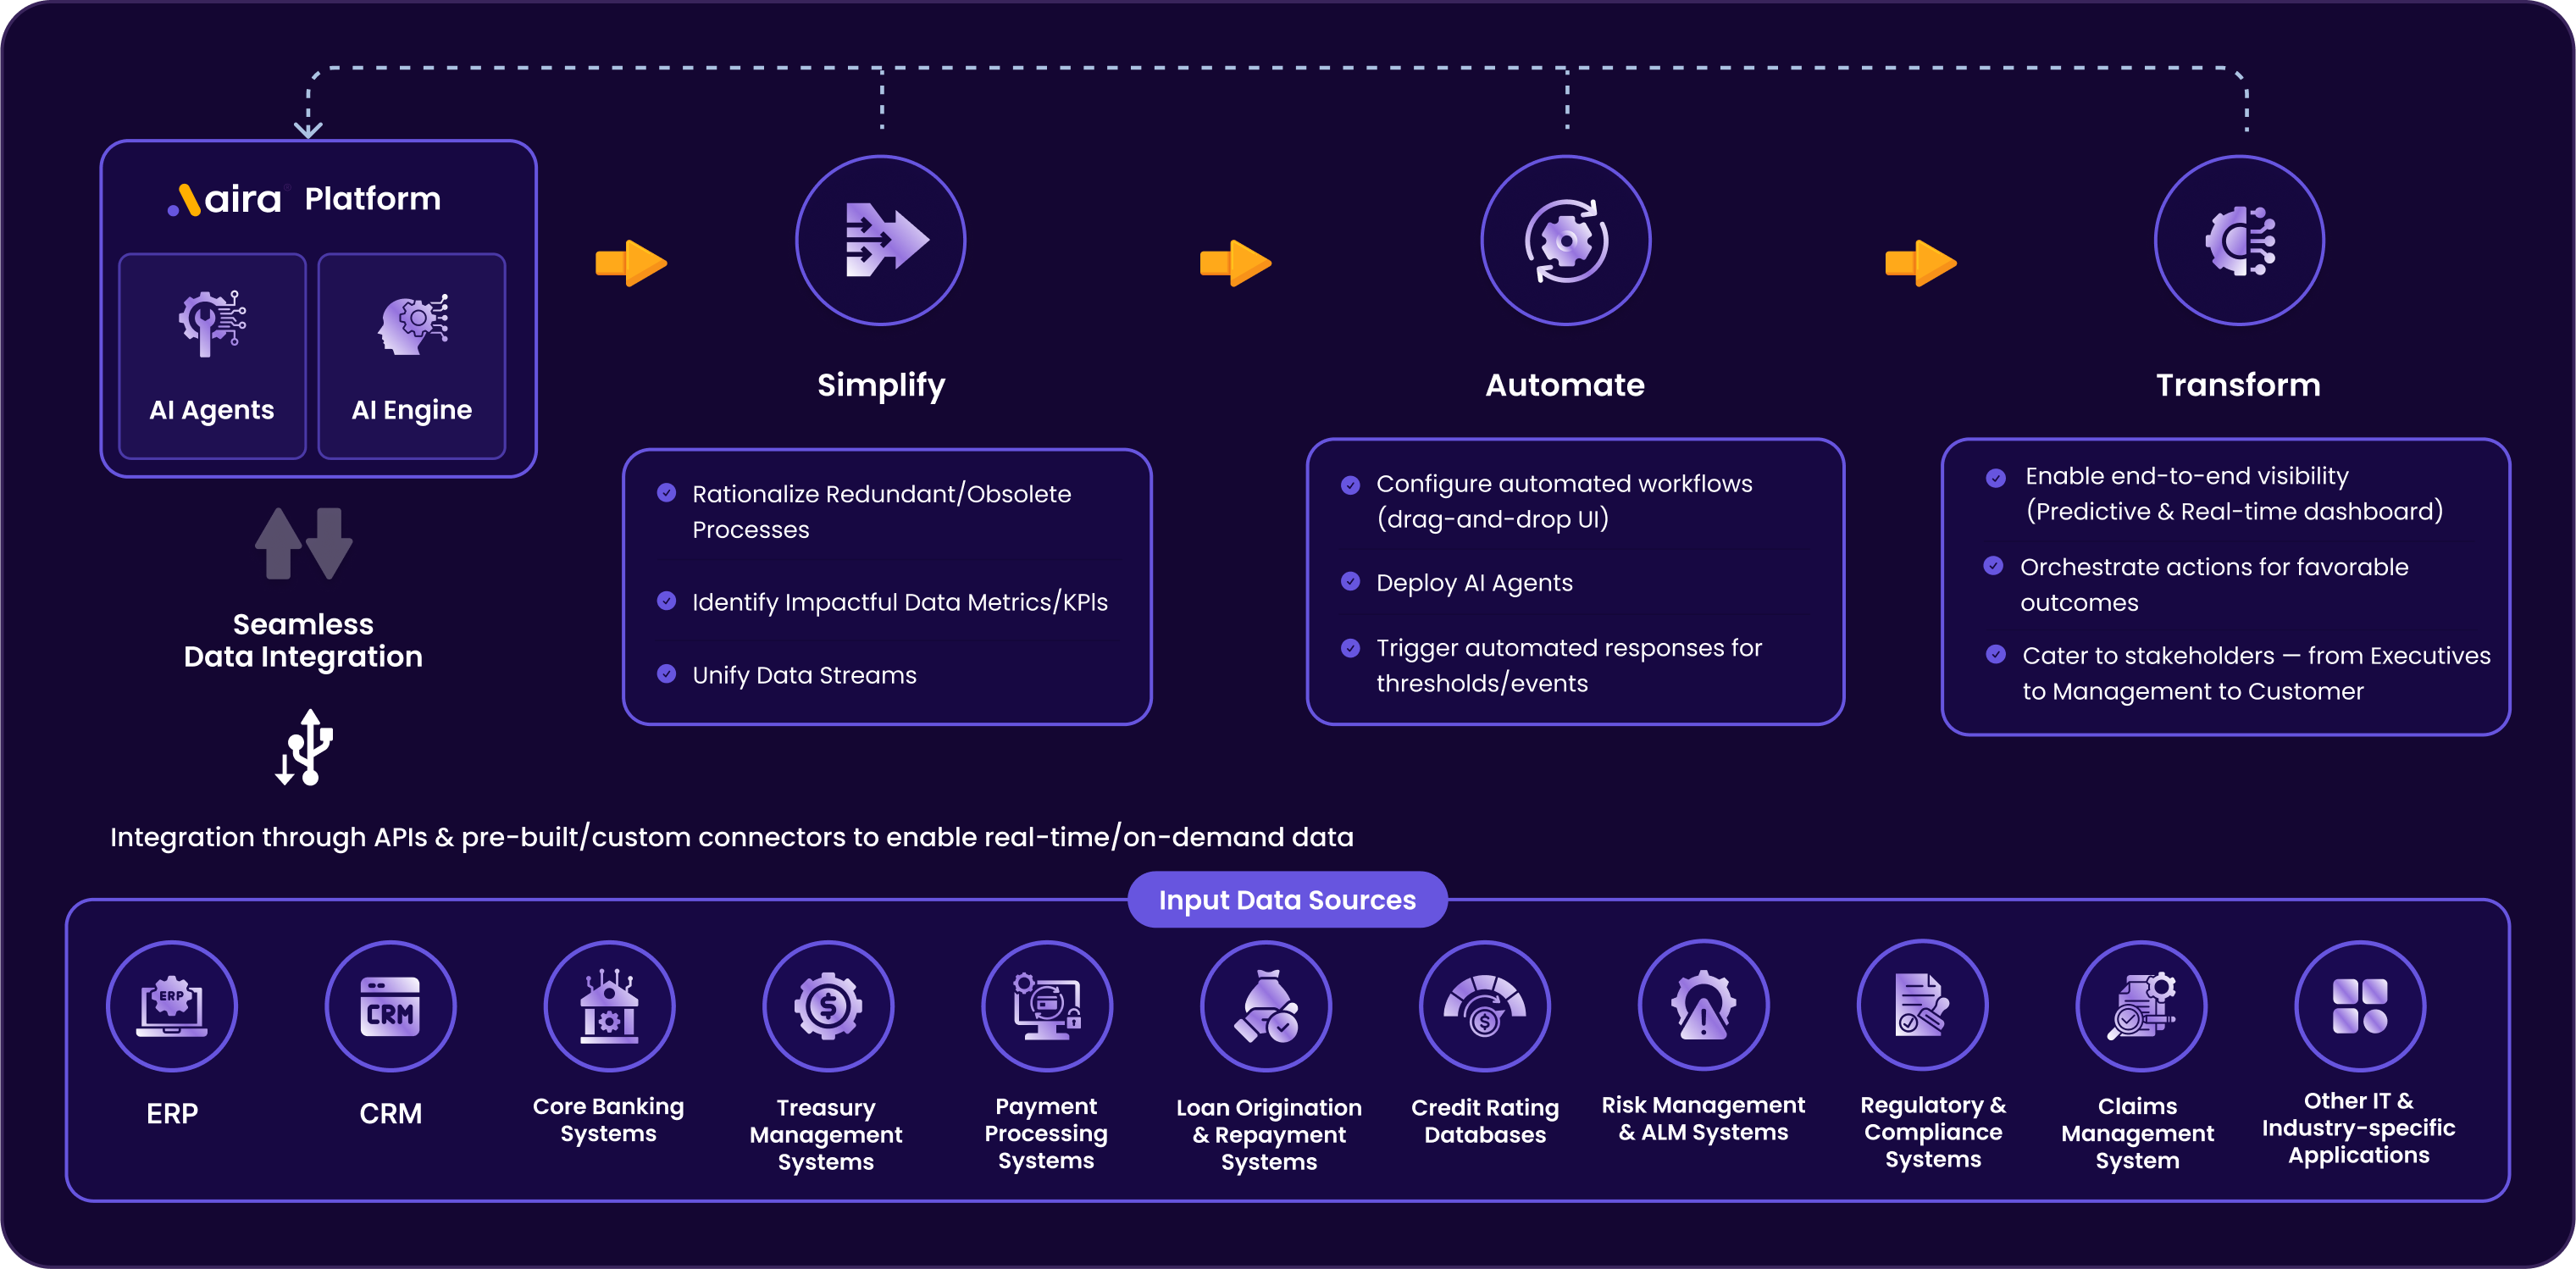 aira Platform
AI Agents
AI Engine
Seamless
Data Integration
Simplify
Rationalize Redundant/Obsolete
Processes
Identify Impactful Data Metrics/KPIs
Unify Data Streams
Automate
Configure automated workflows
(drag-and-drop UI)
Deploy AI Agents
Trigger automated responses for
thresholds/events
Transform
Enable end-to-end visibility
(Predictive & Real-time dashboard)
Orchestrate actions for favorable
outcomes
Cater to stakeholders — from Executives
to Management to Customer
Integration through APIs & pre-built/custom connectors to enable real-time/on-demand data
Input Data Sources
ERP
ERP
CRM
CRM
Core Banking
Systems
Treasury
Management
Systems
Payment
Processing
Systems
Loan Origination
& Repayment
Systems
Credit Rating
Databases
Risk Management
& ALM Systems
Regulatory &
Compliance
Systems
Claims
Management
System
Other IT &
Industry-specific
Applications